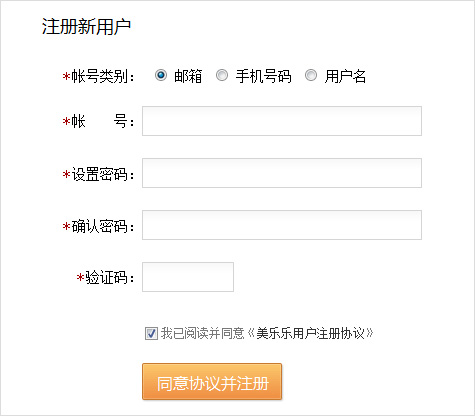 注册新用户
*帐号类别： 邮箱 手机号码 用户名
*帐　　号：
*设置密码：
*确认密码：
*验证码：
我已阅读并同意《美乐乐用户注册协议》
同意协议并注册